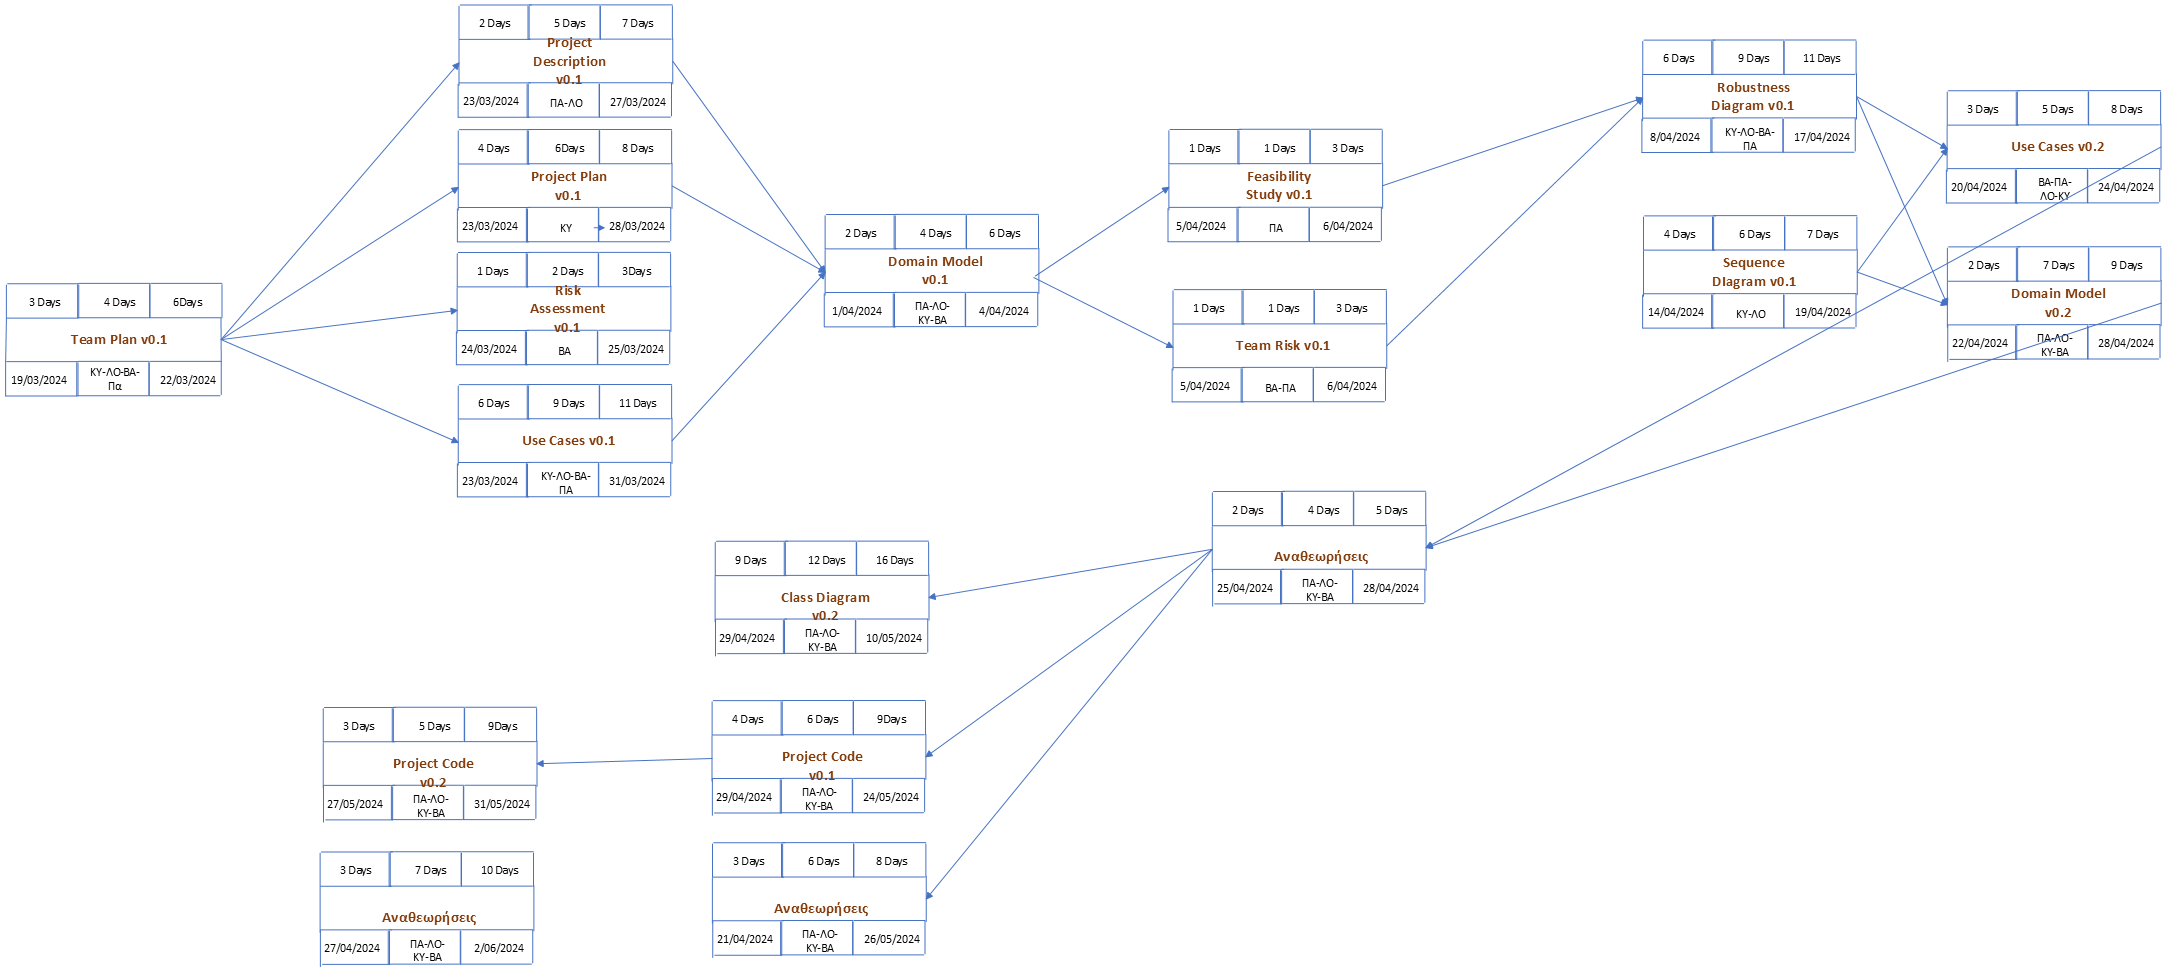 2 Days 5 Days 7 Days
Project
Description
v0.1
23/03/2024 ΠΑ-ΛΟ 27/03/2024
4 Days 6Days 8 Days
Project Plan
v0.1
23/03/2024 ΚΥ 28/03/2024
1 Days 2 Days 3Days
Risk
Assessment
v0.1
24/03/2024 ΒΑ 25/03/2024
3 Days 4 Days 6Days
Team Plan v0.1
19/03/2024 ΚΥ-ΛΟ-ΒΑ-
Πα 22/03/2024
6 Days 9 Days 11 Days
Use Cases v0.1
23/03/2024 ΚΥ-ΛΟ-ΒΑ-
ΠΑ 31/03/2024
2 Days 4 Days 6 Days
Domain Model
v0.1
1/04/2024 ΠΑ-ΛΟ-
ΚΥ-ΒΑ 4/04/2024
1 Days 1 Days 3 Days
Feasibility
Study v0.1
5/04/2024 ΠΑ 6/04/2024
1 Days 1 Days 3 Days
Team Risk v0.1
5/04/2024 ΒΑ-ΠΑ 6/04/2024
6 Days 9 Days 11 Days
Robustness
Diagram v0.1
8/04/2024 ΚΥ-ΛΟ-ΒΑ-
ΠΑ 17/04/2024
4 Days 6 Days 7 Days
Sequence
DIagram v0.1
14/04/2024 ΚΥ-ΛΟ 19/04/2024
3 Days 5 Days 8 Days
Use Cases v0.2
20/04/2024 ΒΑ-ΠΑ-
ΛΟ-ΚΥ 24/04/2024
2 Days 7 Days 9 Days
Domain Model
v0.2
22/04/2024 ΠΑ-ΛΟ-
ΚΥ-ΒΑ 28/04/2024
2 Days 4 Days 5 Days
Αναθεωρήσεις
25/04/2024 ΠΑ-ΛΟ-
ΚΥ-ΒΑ 28/04/2024
9 Days 12 Days 16 Days
Class Diagram
v0.2
29/04/2024 ΠΑ-ΛΟ-
ΚΥ-ΒΑ 10/05/2024
4 Days 6 Days 9Days
Project Code
v0.1
29/04/2024 ΠΑ-ΛΟ-
ΚΥ-ΒΑ 24/05/2024
3 Days 5 Days 9Days
Project Code
v0.2
27/05/2024 ΠΑ-ΛΟ-
ΚΥ-ΒΑ 31/05/2024
3 Days 6 Days 8 Days
Αναθεωρήσεις
21/04/2024 ΠΑ-ΛΟ-
ΚΥ-ΒΑ 26/05/2024
3 Days 7 Days 10 Days
Αναθεωρήσεις
27/04/2024 ΠΑ-ΛΟ-
ΚΥ-ΒΑ 2/06/2024